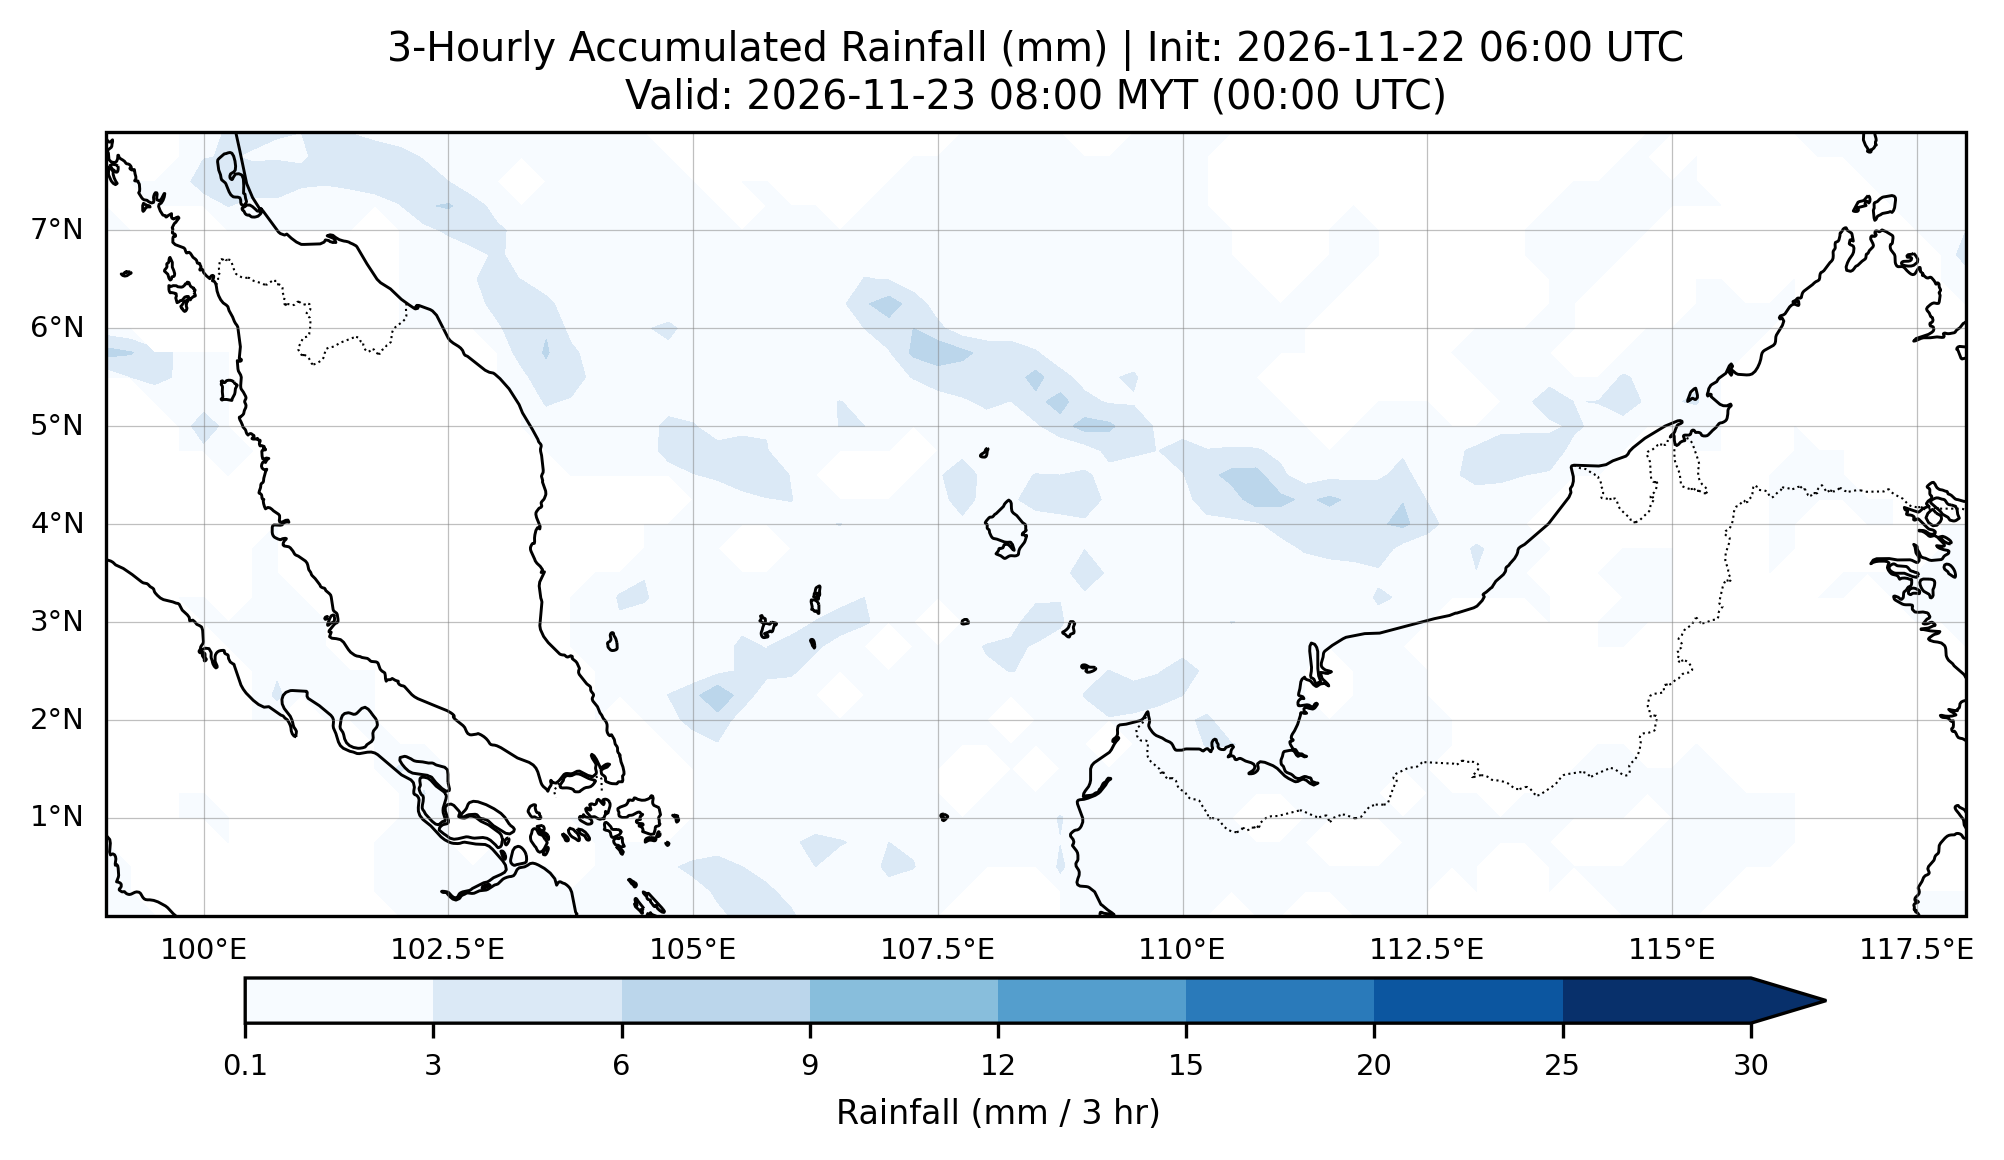 3-Hourly Accumulated Rainfall (mm) | Init: 2026-11-22 06:00 UTC
Valid: 2026-11-23 08:00 MYT (00:00 UTC)
7°N
6°N
5°N
4°N
3°N
2°N
1°N
100°E 102.5°E 105°E 107.5°E 110°E 112.5°E 115°E 117.5°E
0.1 3 6 9 12 15 20 25 30
Rainfall (mm / 3 hr)